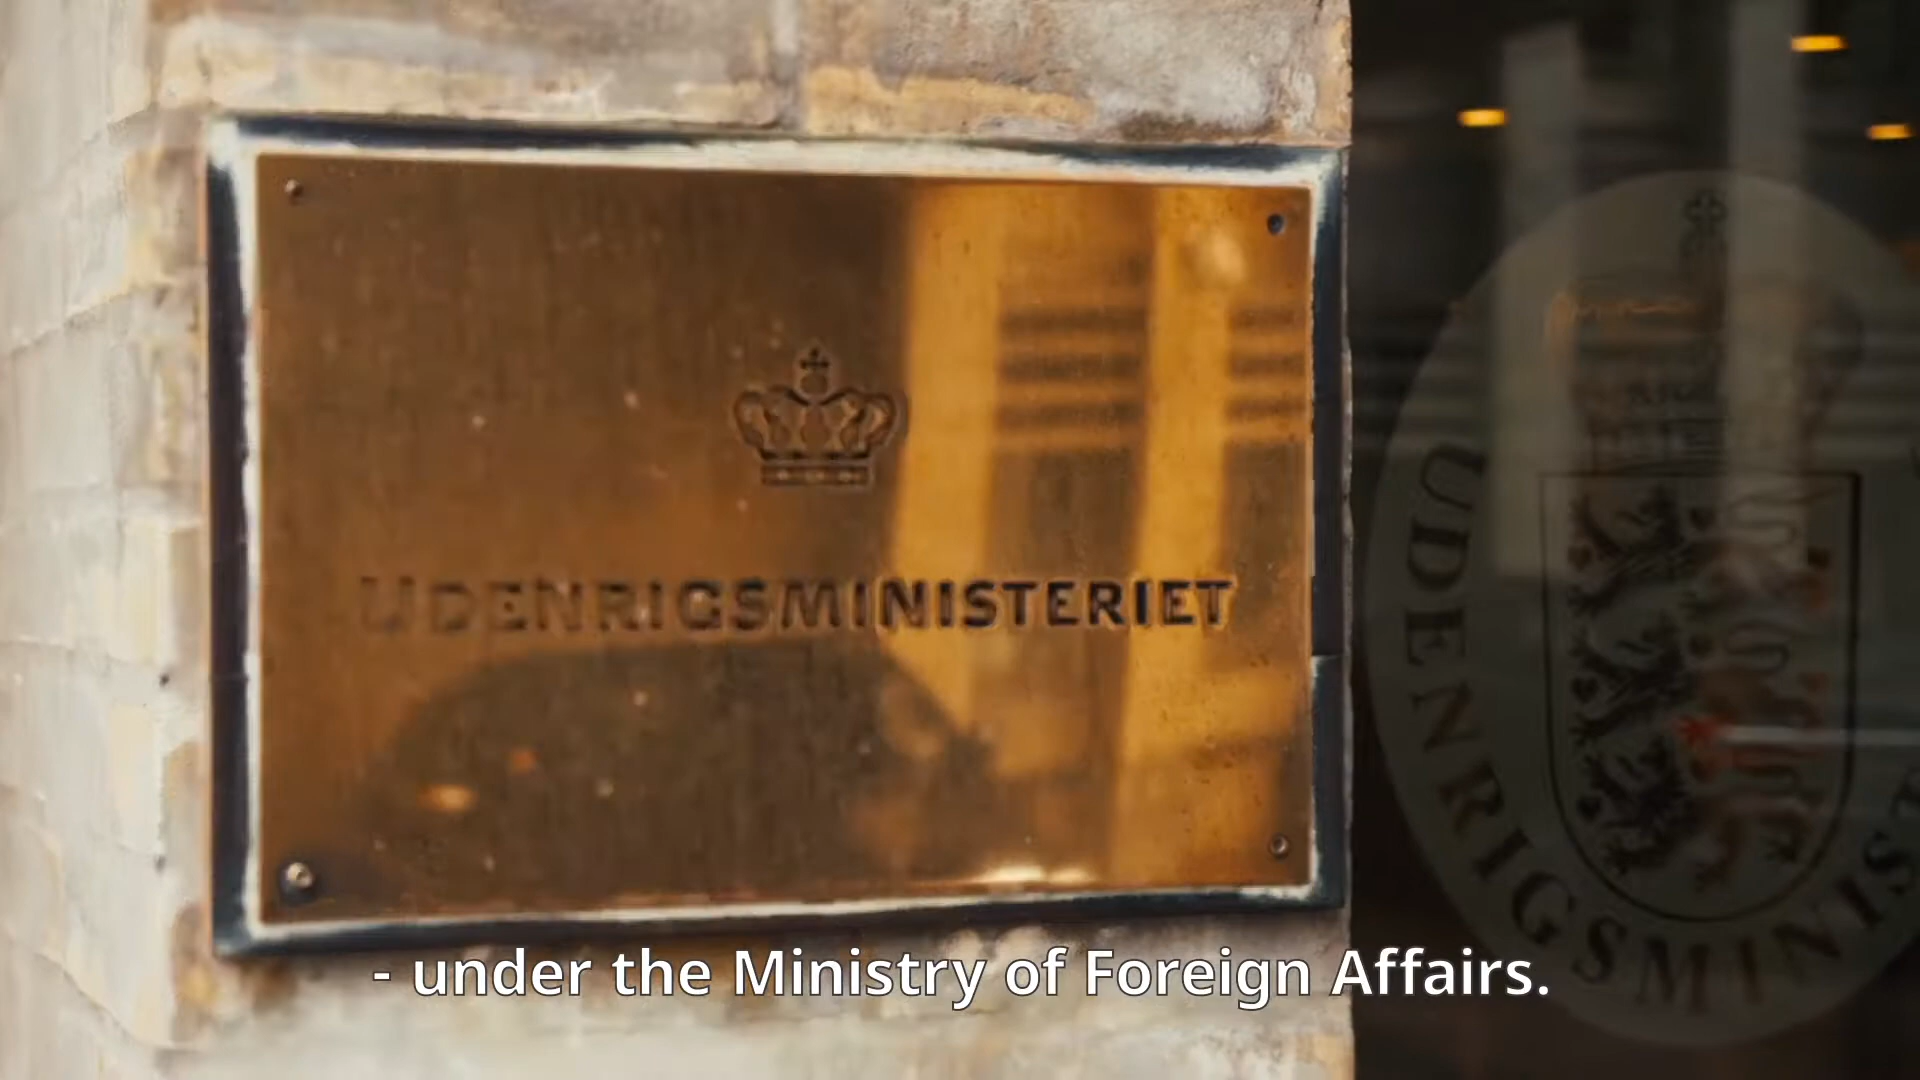 UDENRIGSMINISTERIET
UDENRIGSMINIS
- under the Ministry of Foreign Affairs.